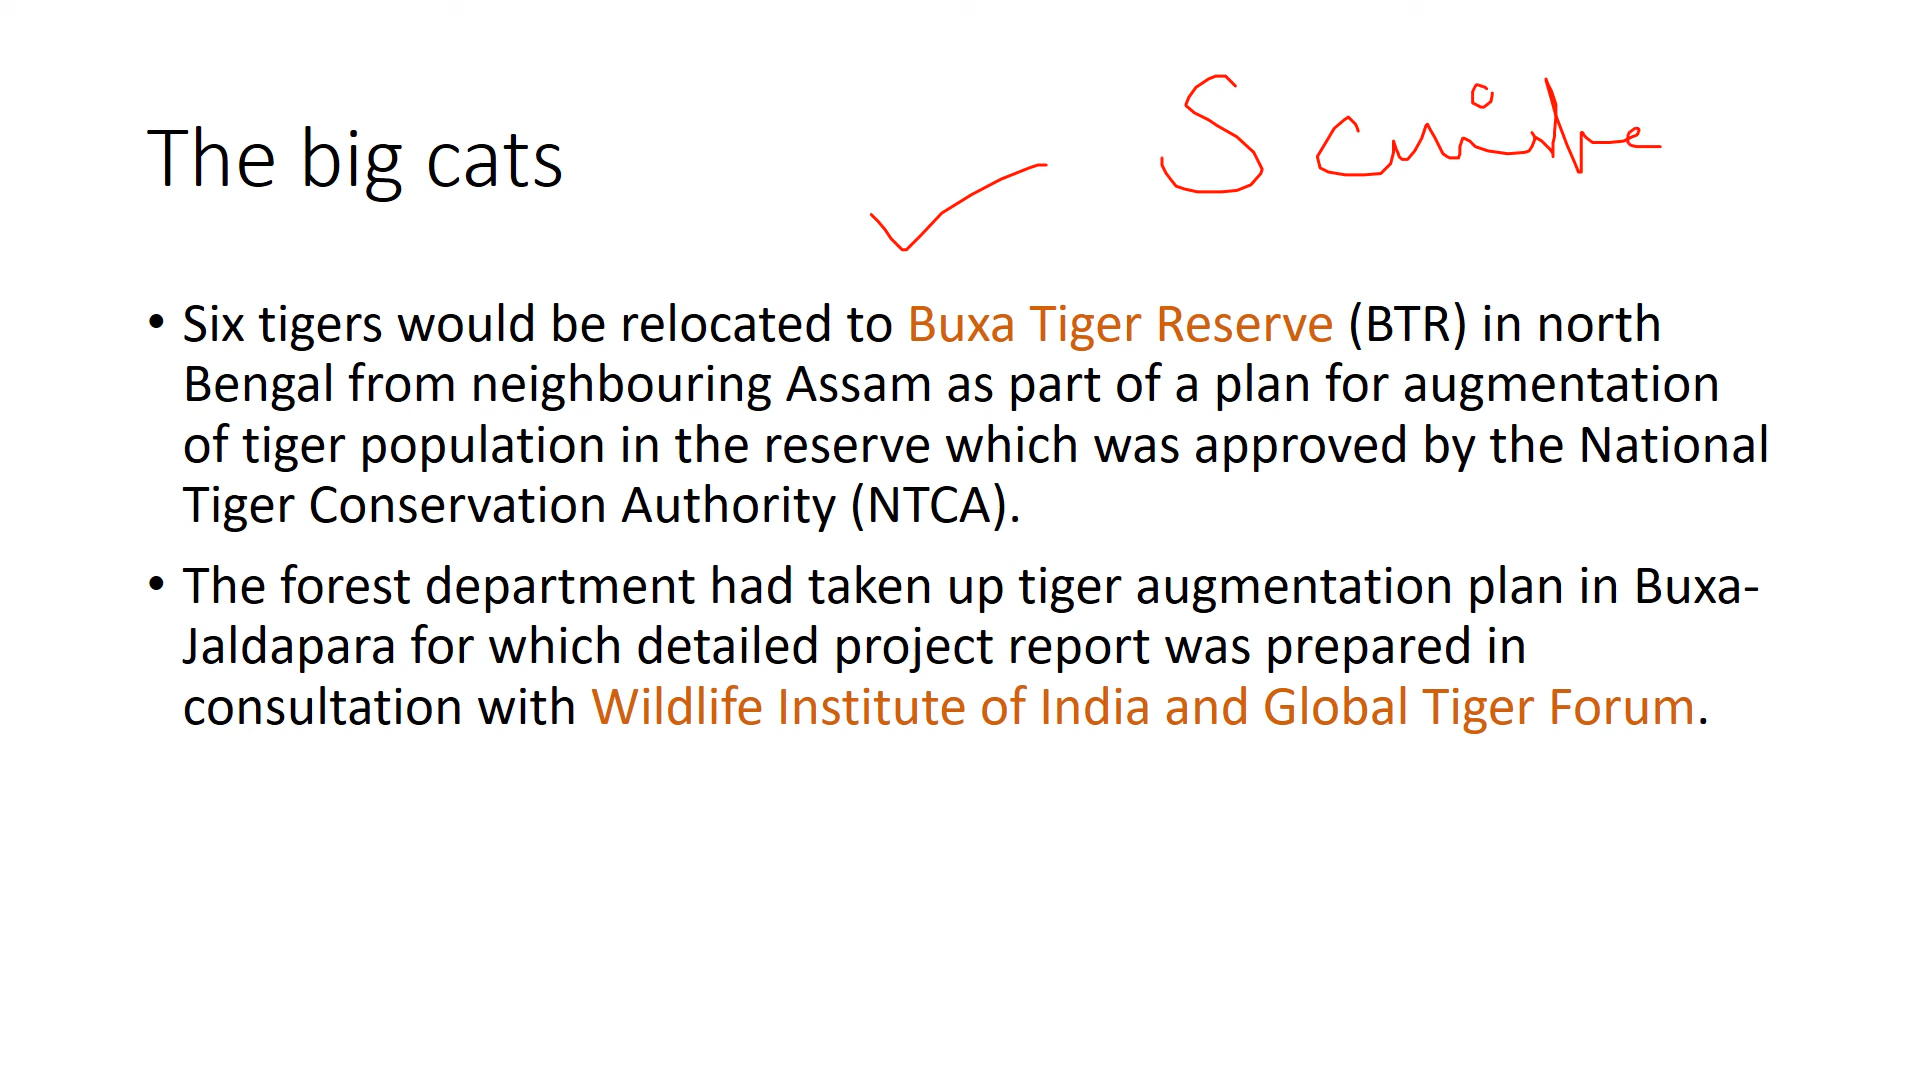 The big cats
• Six tigers would be relocated to Buxa Tiger Reserve (BTR) in north
Bengal from neighbouring Assam as part of a plan for augmentation
of tiger population in the reserve which was approved by the National
Tiger Conservation Authority (NTCA).
• The forest department had taken up tiger augmentation plan in Buxa-
Jaldapara for which detailed project report was prepared in
consultation with Wildlife Institute of India and Global Tiger Forum.